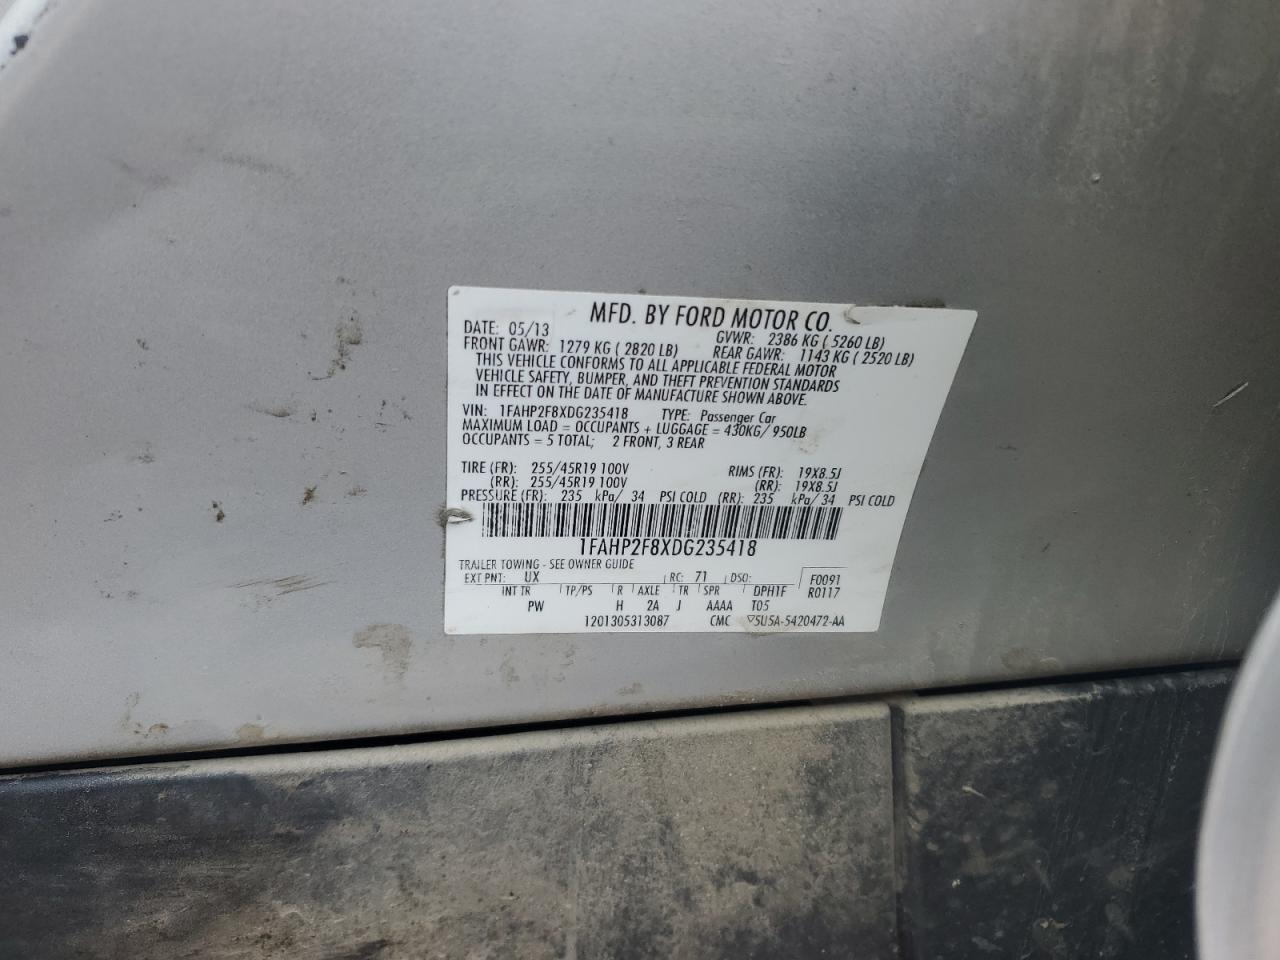 MFD. BY FORD MOTOR CO.
DATE: 05/13 GVWR: 2386 KG ( 5260 LB)
FRONT GAWR: 1279 KG ( 2820 LB) REAR GAWR: 1143 KG ( 2520 LB)
THIS VEHICLE CONFORMS TO ALL APPLICABLE FEDERAL MOTOR
VEHICLE SAFETY, BUMPER, AND THEFT PREVENTION STANDARDS
IN EFFECT ON THE DATE OF MANUFACTURE SHOWN ABOVE.
VIN: 1FAHP2F8XDG235418 TYPE: Passenger Car
MAXIMUM LOAD = OCCUPANTS + LUGGAGE = 430KG/ 950LB
OCCUPANTS = 5 TOTAL; 2 FRONT, 3 REAR
TIRE (FR): 255/45R19 100V RIMS (FR): 19X8.5J
(RR): 255/45R19 100V (RR): 19X8.5J
PRESSURE (FR): 235 kPa/ 34 PSI COLD (RR): 235 kPa/ 34 PSI COLD
1FAHP2F8XDG235418
TRAILER TOWING - SEE OWNER GUIDE
EXT PNT: UX RC: 71 DSO: F0091
INT TR TP/PS R AXLE TR SPR DPH1F R0117
PW H 2A J AAAA T05
1201305313087 CMC ▽5U5A-5420472-AA